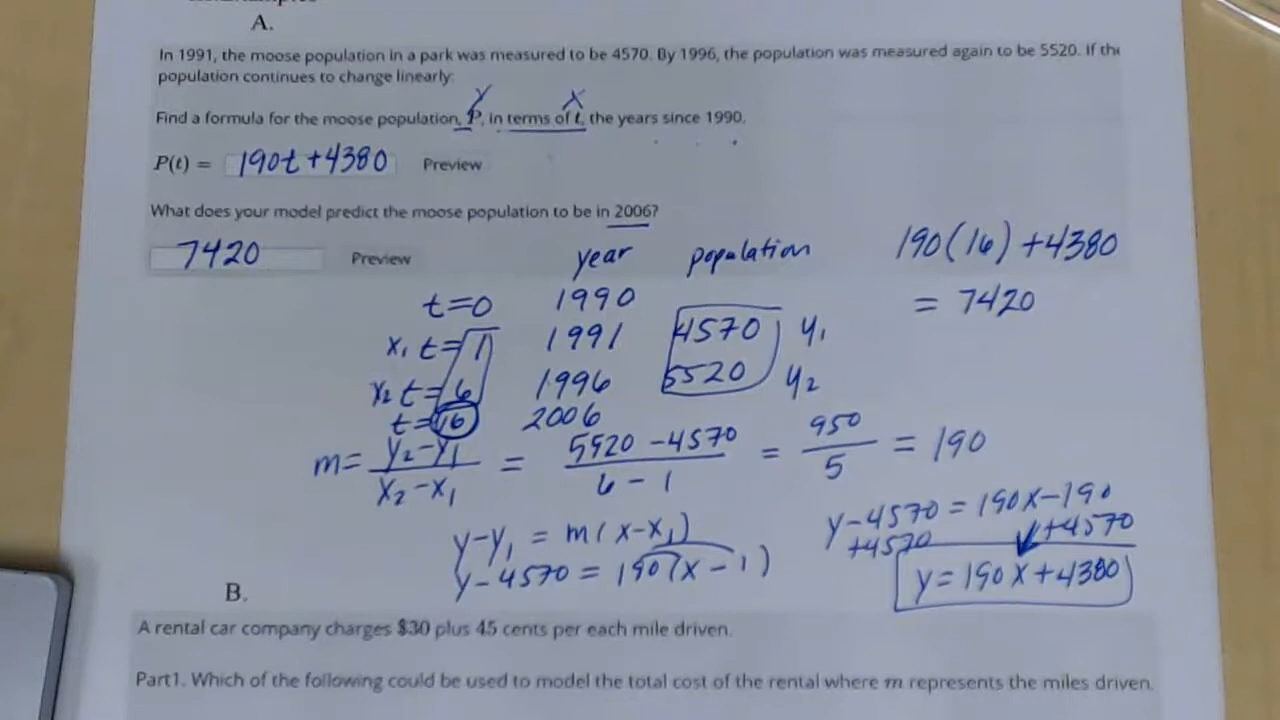 A.
In 1991, the moose population in a park was measured to be 4570. By 1996, the population was measured again to be 5520. If the
population continues to change linearly:
y x
Find a formula for the moose population, P, in terms of t, the years since 1990.
P(t) = 190t+4380 Preview
What does your model predict the moose population to be in 2006?
7420 Preview year population 190(16)+4380
t=0 1990 = 7420
x₁ t=1 1991 4570 y₁
x₂ t=6 1996 5520 y₂
t=16 2006
m= y₂-y₁ / x₂-x₁ = 5520-4570 / 6-1 = 950 / 5 = 190
y-y₁ = m(x-x₁) y-4570 = 190x-190
+4570 +4570
y-4570 = 190(x-1) y=190x+4380
B.
A rental car company charges $30 plus 45 cents per each mile driven.
Part1. Which of the following could be used to model the total cost of the rental where m represents the miles driven.